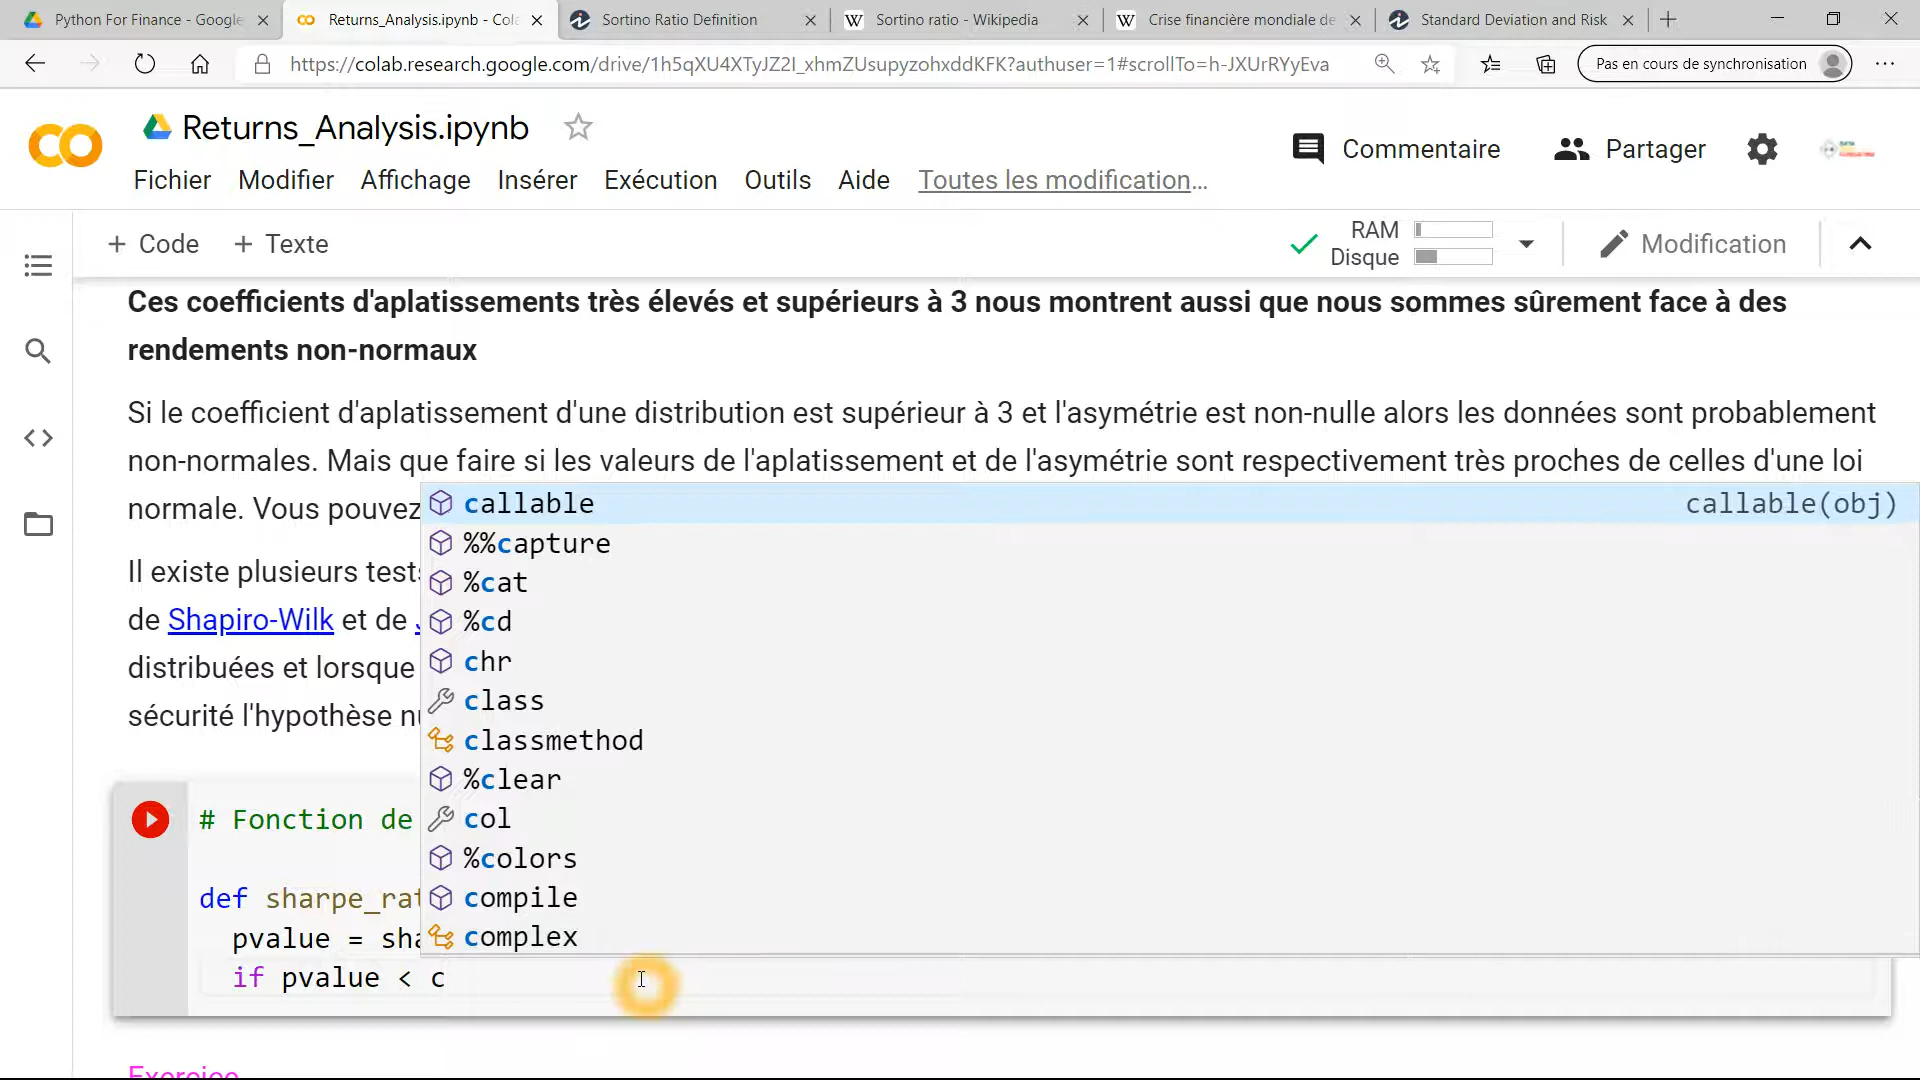 Python For Finance - Google
Returns_Analysis.ipynb - Cola
Sortino Ratio Definition
Sortino ratio - Wikipedia
Crise financière mondiale de
Standard Deviation and Risk
https://colab.research.google.com/drive/1h5qXU4XTyJZ2I_xhmZUsupyzohxddKFK?authuser=1#scrollTo=h-JXUrRYyEva
Pas en cours de synchronisation
Returns_Analysis.ipynb
Commentaire
Partager
Fichier Modifier Affichage Insérer Exécution Outils Aide Toutes les modification…
+ Code + Texte
RAM
Disque
Modification
Ces coefficients d'aplatissements très élevés et supérieurs à 3 nous montrent aussi que nous sommes sûrement face à des
rendements non-normaux
Si le coefficient d'aplatissement d'une distribution est supérieur à 3 et l'asymétrie est non-nulle alors les données sont probablement
non-normales. Mais que faire si les valeurs de l'aplatissement et de l'asymétrie sont respectivement très proches de celles d'une loi
normale. Vous pouvez
Il existe plusieurs tests
de Shapiro-Wilk et de
distribuées et lorsque
sécurité l'hypothèse nu
callable callable(obj)
%%capture
%cat
%cd
chr
class
classmethod
%clear
col
%colors
compile
complex
# Fonction de
def sharpe_rat
pvalue = sha
if pvalue < c
Exercice